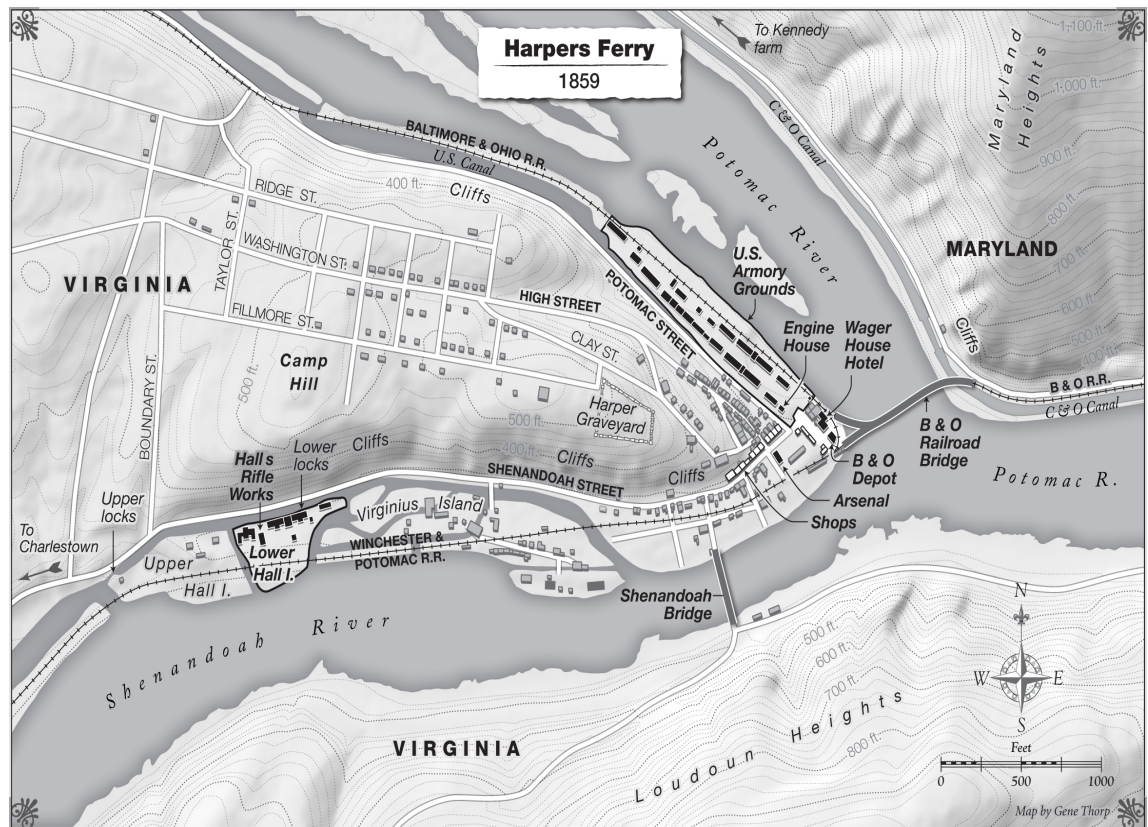 Harpers Ferry
1859
To Kennedy
farm
C & O Canal
Maryland
Heights
1,100 ft.
1,000 ft.
900 ft.
800 ft.
700 ft.
600 ft.
500 ft.
400 ft.
BALTIMORE & OHIO R.R.
U.S. Canal
Potomac
River
400 ft.
Cliffs
RIDGE ST.
TAYLOR ST.
WASHINGTON ST.
VIRGINIA
MARYLAND
U.S.
Armory
Grounds
POTOMAC STREET
HIGH STREET
FILLMORE ST.
CLAY ST.
Engine
House
Wager
House
Hotel
Cliffs
Camp
Hill
500 ft.
BOUNDARY ST.
Harper
Graveyard
500 ft.
400 ft.
B & O R.R.
C & O Canal
B & O
Railroad
Bridge
B & O
Depot
Potomac R.
Cliffs
Cliffs
Cliffs
Hall s
Rifle
Works
Lower
locks
SHENANDOAH STREET
Arsenal
Shops
Upper
locks
Virginius Island
To
Charlestown
Upper
Hall I.
Lower
Hall I.
WINCHESTER &
POTOMAC R.R.
Shenandoah
Bridge
Shenandoah River
500 ft.
600 ft.
700 ft.
800 ft.
Loudoun Heights
VIRGINIA
N
W
E
S
Feet
0
500
1000
Map by Gene Thorp